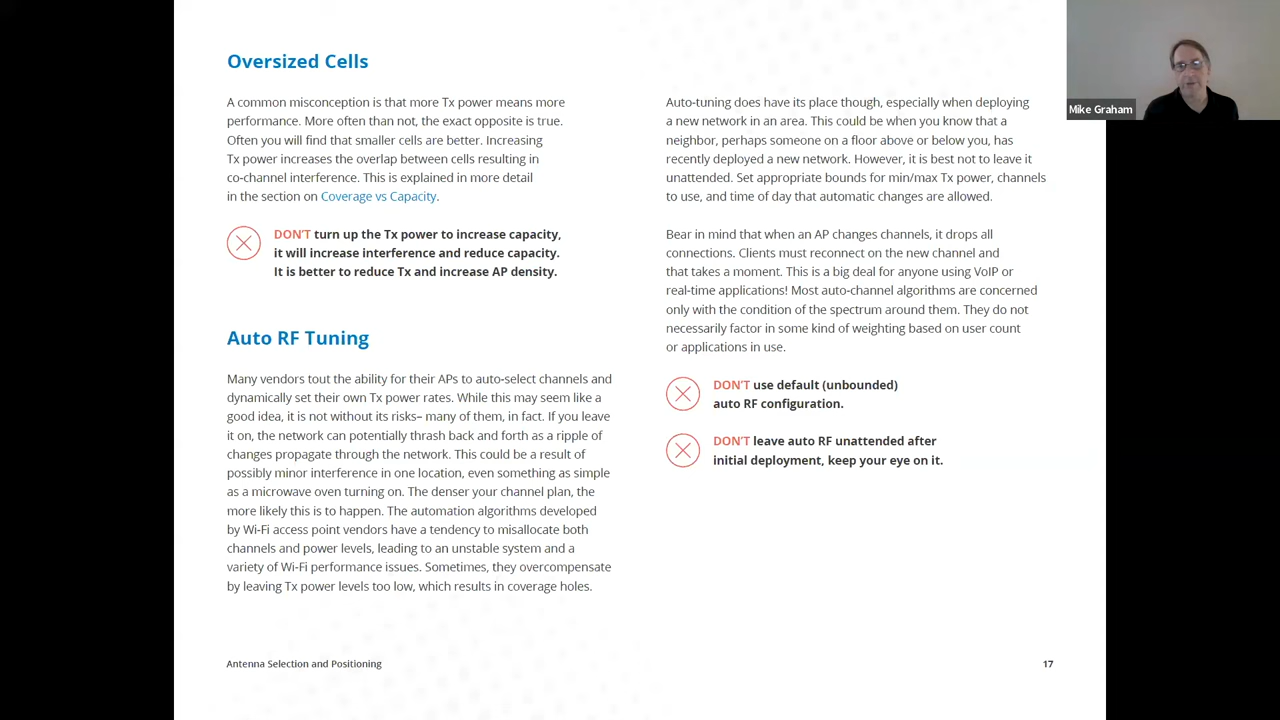 Oversized Cells
A common misconception is that more Tx power means more
performance. More often than not, the exact opposite is true.
Often you will find that smaller cells are better. Increasing
Tx power increases the overlap between cells resulting in
co-channel interference. This is explained in more detail
in the section on Coverage vs Capacity.
DON'T turn up the Tx power to increase capacity,
it will increase interference and reduce capacity.
It is better to reduce Tx and increase AP density.
Auto RF Tuning
Many vendors tout the ability for their APs to auto-select channels and
dynamically set their own Tx power rates. While this may seem like a
good idea, it is not without its risks– many of them, in fact. If you leave
it on, the network can potentially thrash back and forth as a ripple of
changes propagate through the network. This could be a result of
possibly minor interference in one location, even something as simple
as a microwave oven turning on. The denser your channel plan, the
more likely this is to happen. The automation algorithms developed
by Wi-Fi access point vendors have a tendency to misallocate both
channels and power levels, leading to an unstable system and a
variety of Wi-Fi performance issues. Sometimes, they overcompensate
by leaving Tx power levels too low, which results in coverage holes.
Auto-tuning does have its place though, especially when deploying
a new network in an area. This could be when you know that a
neighbor, perhaps someone on a floor above or below you, has
recently deployed a new network. However, it is best not to leave it
unattended. Set appropriate bounds for min/max Tx power, channels
to use, and time of day that automatic changes are allowed.
Bear in mind that when an AP changes channels, it drops all
connections. Clients must reconnect on the new channel and
that takes a moment. This is a big deal for anyone using VoIP or
real-time applications! Most auto-channel algorithms are concerned
only with the condition of the spectrum around them. They do not
necessarily factor in some kind of weighting based on user count
or applications in use.
DON'T use default (unbounded)
auto RF configuration.
DON'T leave auto RF unattended after
initial deployment, keep your eye on it.
Antenna Selection and Positioning
17
Mike Graham